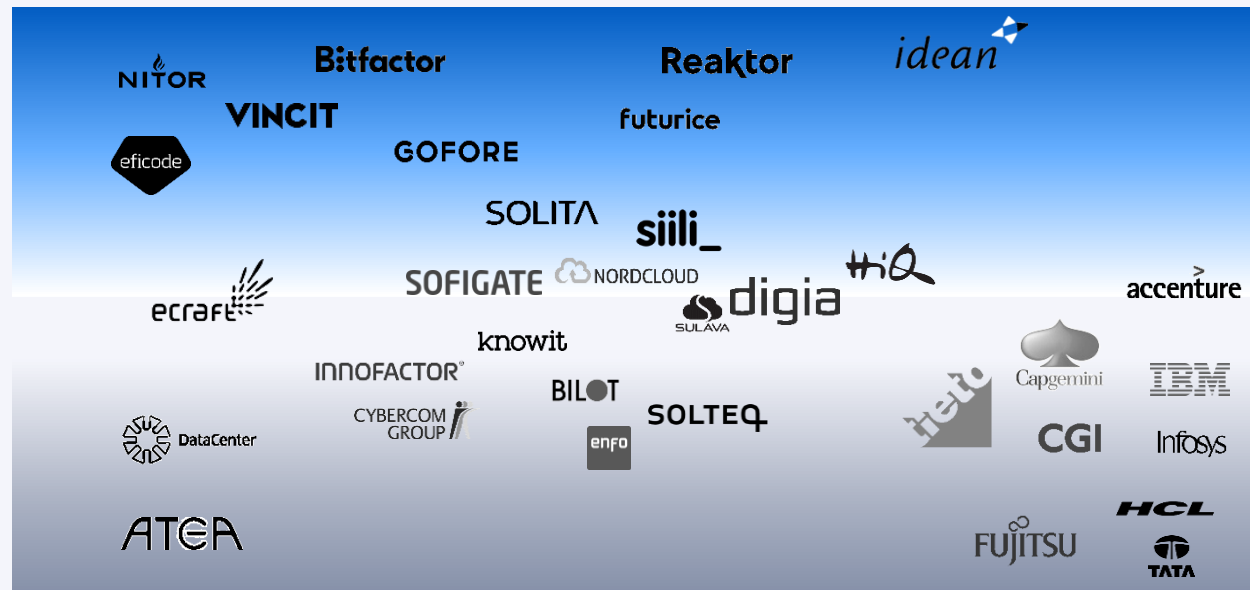 idean
Bitfactor
Reaktor
NITOR
VINCIT
futurice
GOFORE
eficode
SOLITA
siili_
HiQ
SOFIGATE
NORDCLOUD
digia
accenture
ecraft
SULAVA
knowit
INNOFACTOR®
Capgemini
IBM
BILOT
tieto
CYBERCOM
GROUP
SOLTEQ
DataCenter
enfo
CGI
Infosys
HCL
ATEA
FUJITSU
TATA